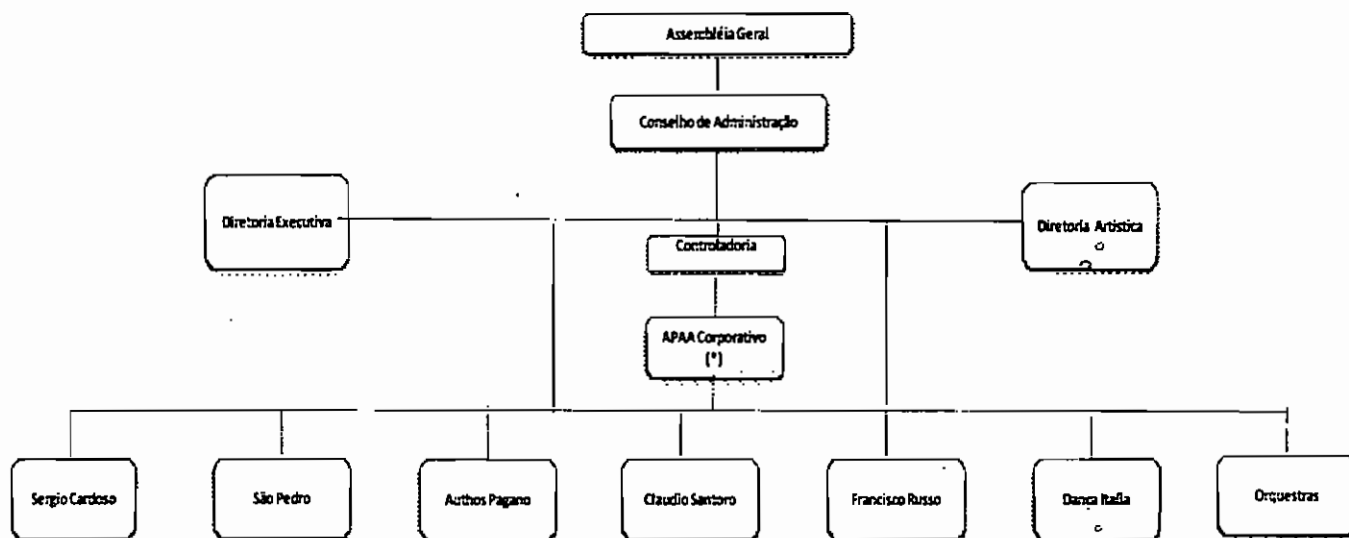 Assembléia Geral
Conselho de Administração
Diretoria Executiva
Diretoria Artística
Controladoria
APAA Corporativo
(*)
Sergio Cardoso
São Pedro
Authos Pagano
Claudio Santoro
Francisco Russo
Dança Itafia
Orquestras